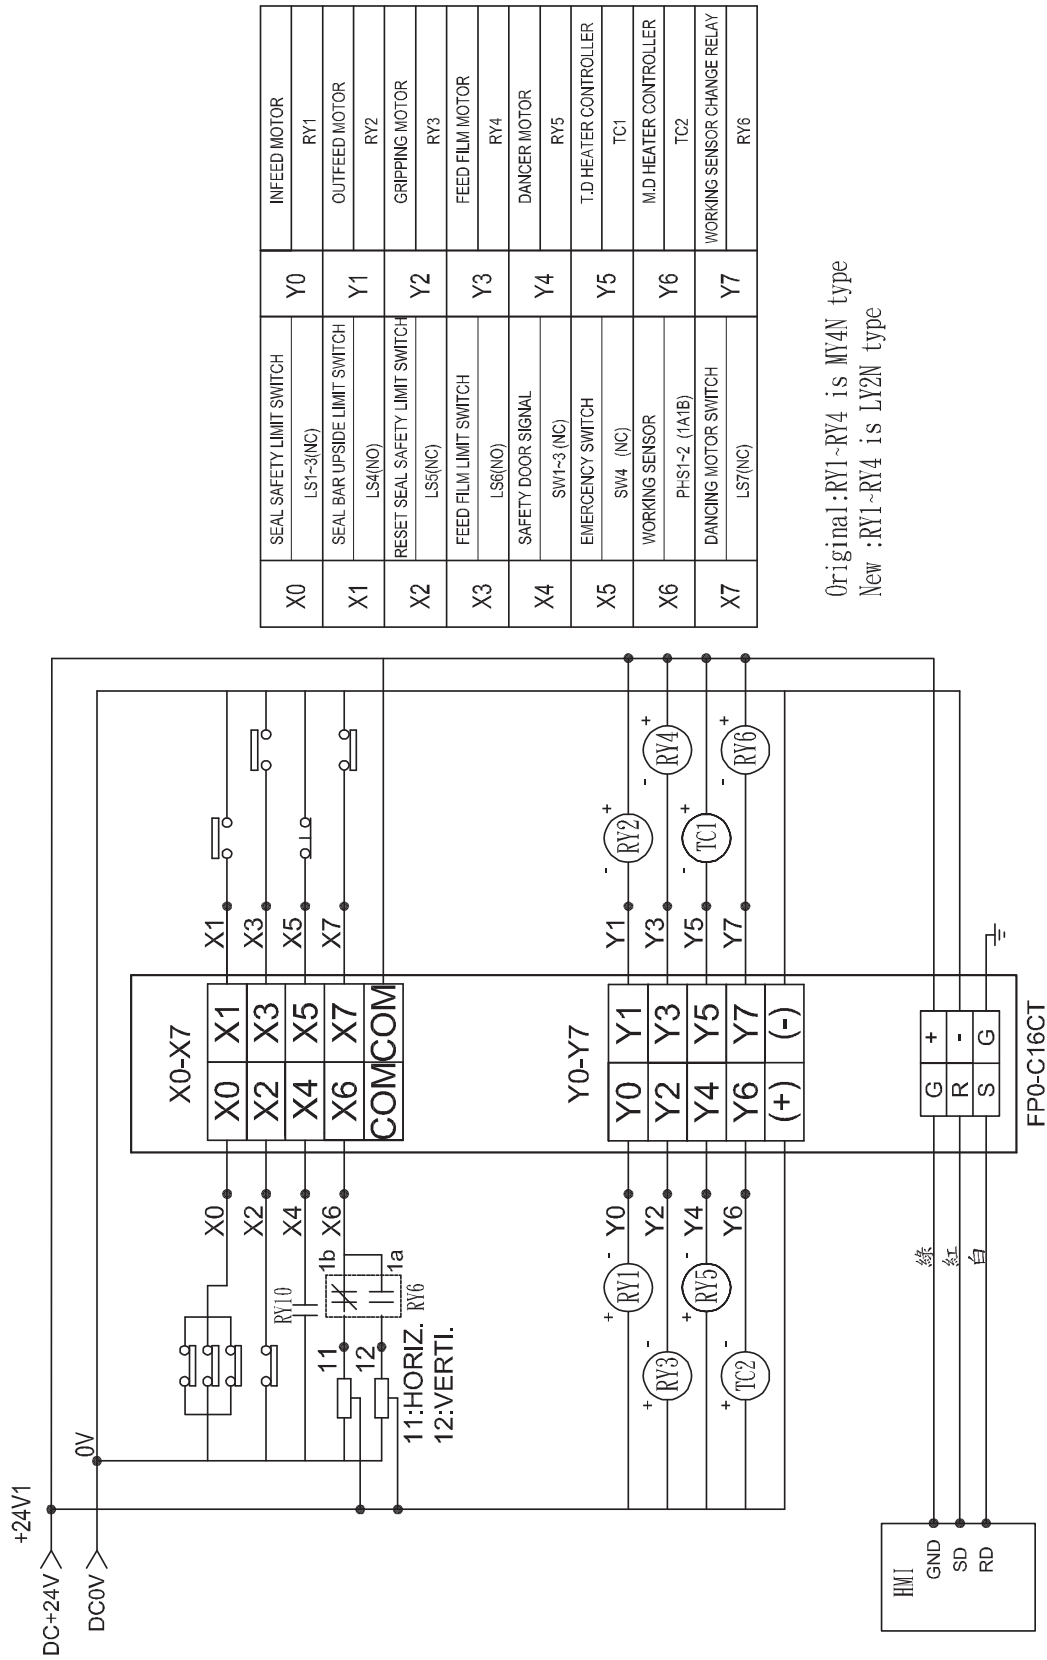 DC+24V
+24V1
DC0V
0V
X0-X7
X0 X1
X2 X3
X4 X5
X6 X7
COM COM
X0
X2
X4
X6
X1
X3
X5
X7
RY10
1b
1a
RY6
11
12
11:HORIZ.
12:VERTI.
Y0-Y7
Y0 Y1
Y2 Y3
Y4 Y5
Y6 Y7
(+) (-)
Y0
Y2
Y4
Y6
Y1
Y3
Y5
Y7
+ RY1 -
+ RY3 -
+ RY5 -
+ TC2 -
- RY2 +
- RY4 +
- TC1 +
- RY6 +
HMI
GND
SD
RD
綠
紅
白
G +
R -
S G
FP0-C16CT
X0 SEAL SAFETY LIMIT SWITCH Y0 INFEED MOTOR
LS1~3(NC) RY1
X1 SEAL BAR UPSIDE LIMIT SWITCH Y1 OUTFEED MOTOR
LS4(NO) RY2
X2 RESET SEAL SAFETY LIMIT SWITCH Y2 GRIPPING MOTOR
LS5(NC) RY3
X3 FEED FILM LIMIT SWITCH Y3 FEED FILM MOTOR
LS6(NO) RY4
X4 SAFETY DOOR SIGNAL Y4 DANCER MOTOR
SW1~3 (NC) RY5
X5 EMERCENCY SWITCH Y5 T.D HEATER CONTROLLER
SW4 (NC) TC1
X6 WORKING SENSOR Y6 M.D HEATER CONTROLLER
PHS1~2 (1A1B) TC2
X7 DANCING MOTOR SWITCH Y7 WORKING SENSOR CHANGE RELAY
LS7(NC) RY6
Original:RY1~RY4 is MY4N type
New :RY1~RY4 is LY2N type